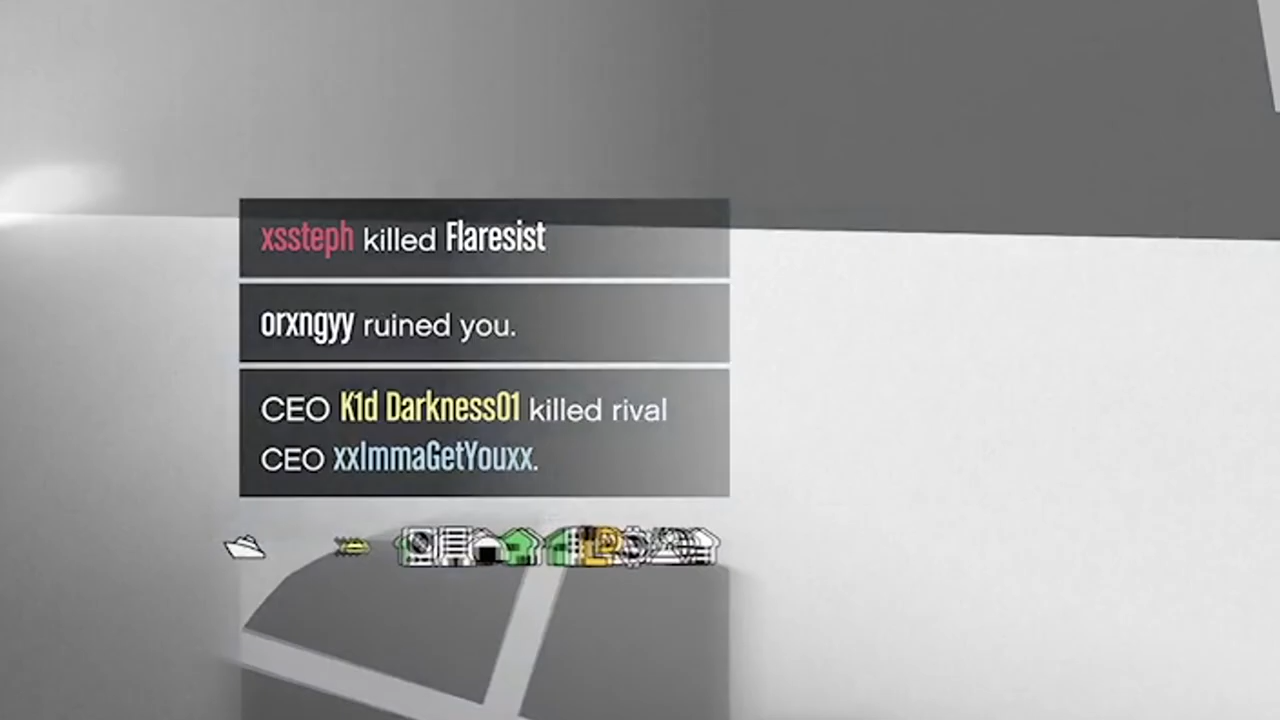 xssteph killed Flaresist
orxngyy ruined you.
CEO K1d Darkness01 killed rival
CEO xxImmaGetYouxx.